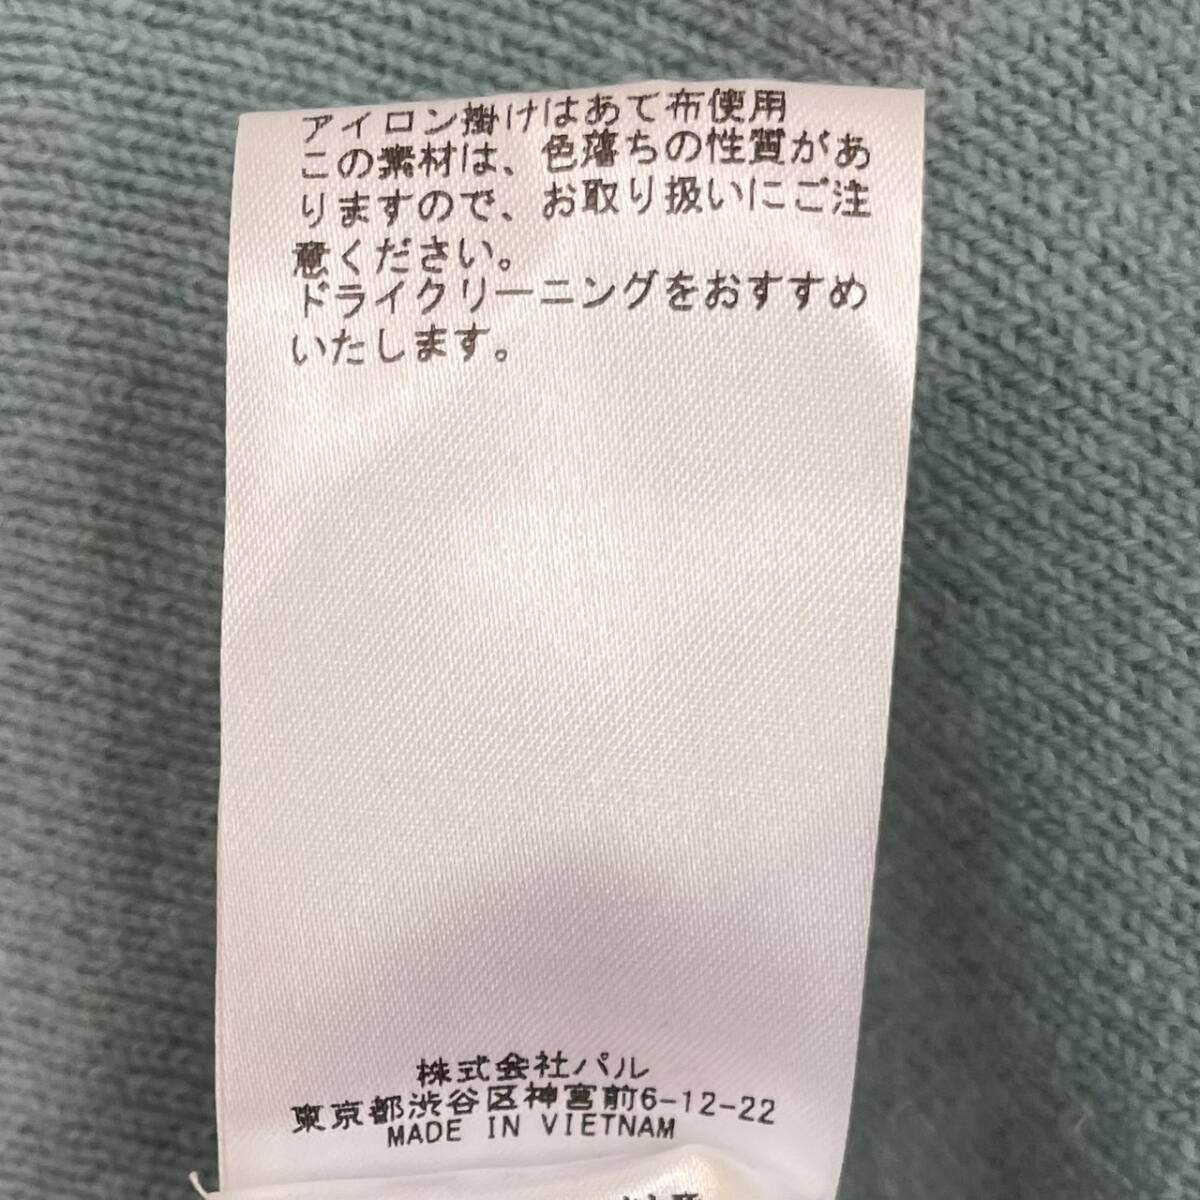 アイロン掛けはあて布使用
この素材は、色落ちの性質があ
りますので、お取り扱いにご注
意ください。
ドライクリーニングをおすすめ
いたします。
株式会社パル
東京都渋谷区神宮前6-12-22
MADE IN VIETNAM